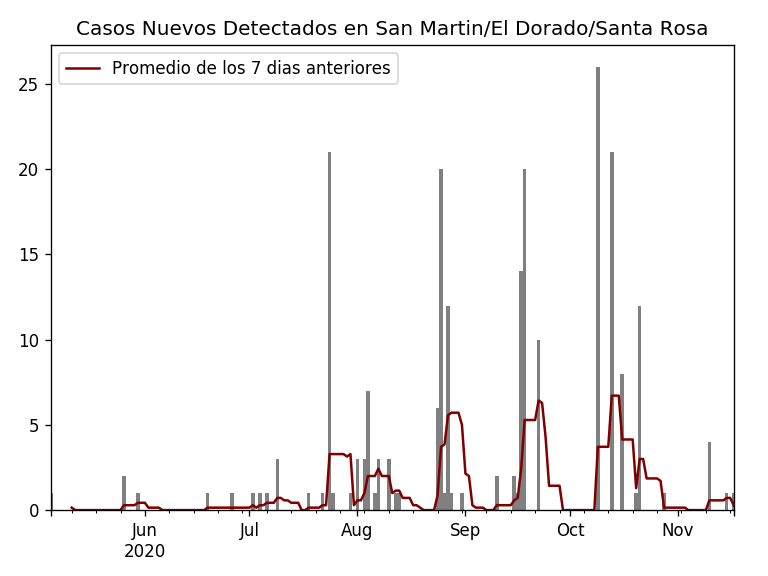 Casos Nuevos Detectados en San Martin/El Dorado/Santa Rosa
Promedio de los 7 dias anteriores
25
20
15
10
5
0
Jun
2020
Jul
Aug
Sep
Oct
Nov